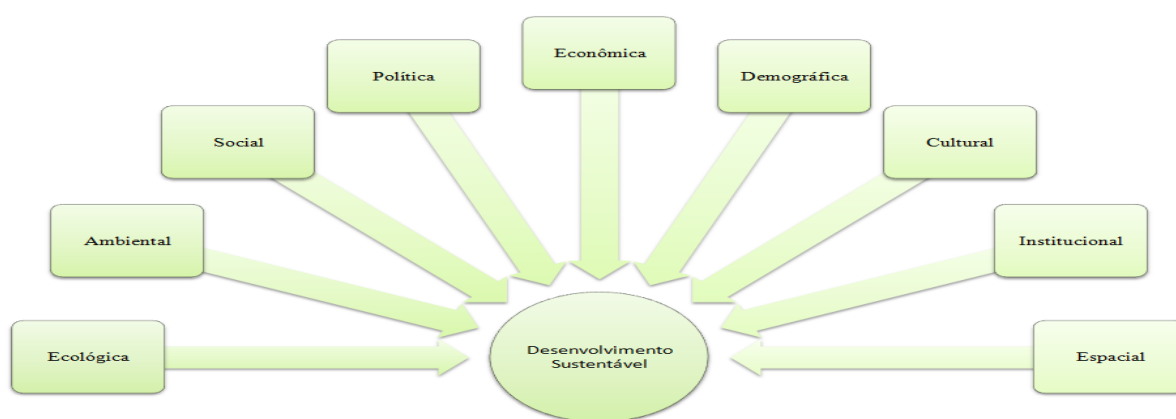 Econômica
Política
Demográfica
Social
Cultural
Ambiental
Institucional
Ecológica
Desenvolvimento
Sustentável
Espacial